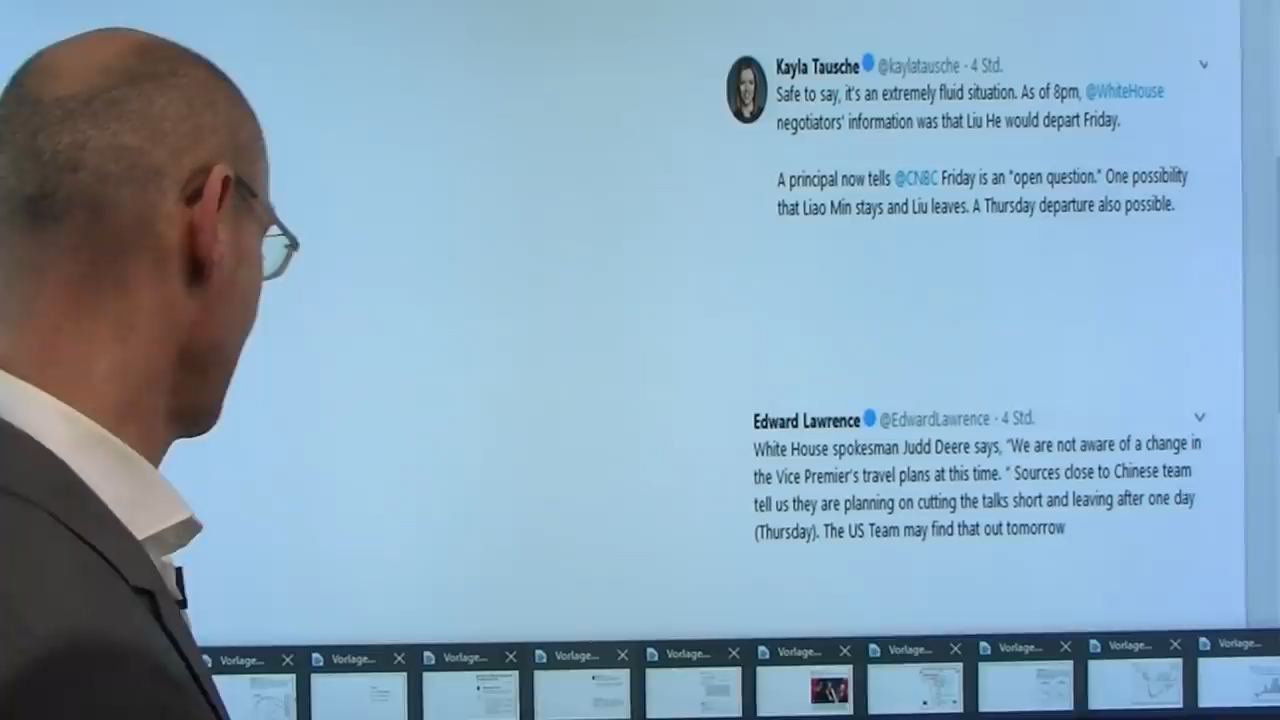 Kayla Tausche @kaylatausche · 4 Std.
Safe to say, it's an extremely fluid situation. As of 8pm, @WhiteHouse
negotiators' information was that Liu He would depart Friday.
A principal now tells @CNBC Friday is an "open question." One possibility
that Liao Min stays and Liu leaves. A Thursday departure also possible.
Edward Lawrence @EdwardLawrence · 4 Std.
White House spokesman Judd Deere says, "We are not aware of a change in
the Vice Premier's travel plans at this time. " Sources close to Chinese team
tell us they are planning on cutting the talks short and leaving after one day
(Thursday). The US Team may find that out tomorrow
Vorlage... Vorlage... Vorlage... Vorlage... Vorlage... Vorlage... Vorlage... Vorlage... Vorlage... Vorlage...